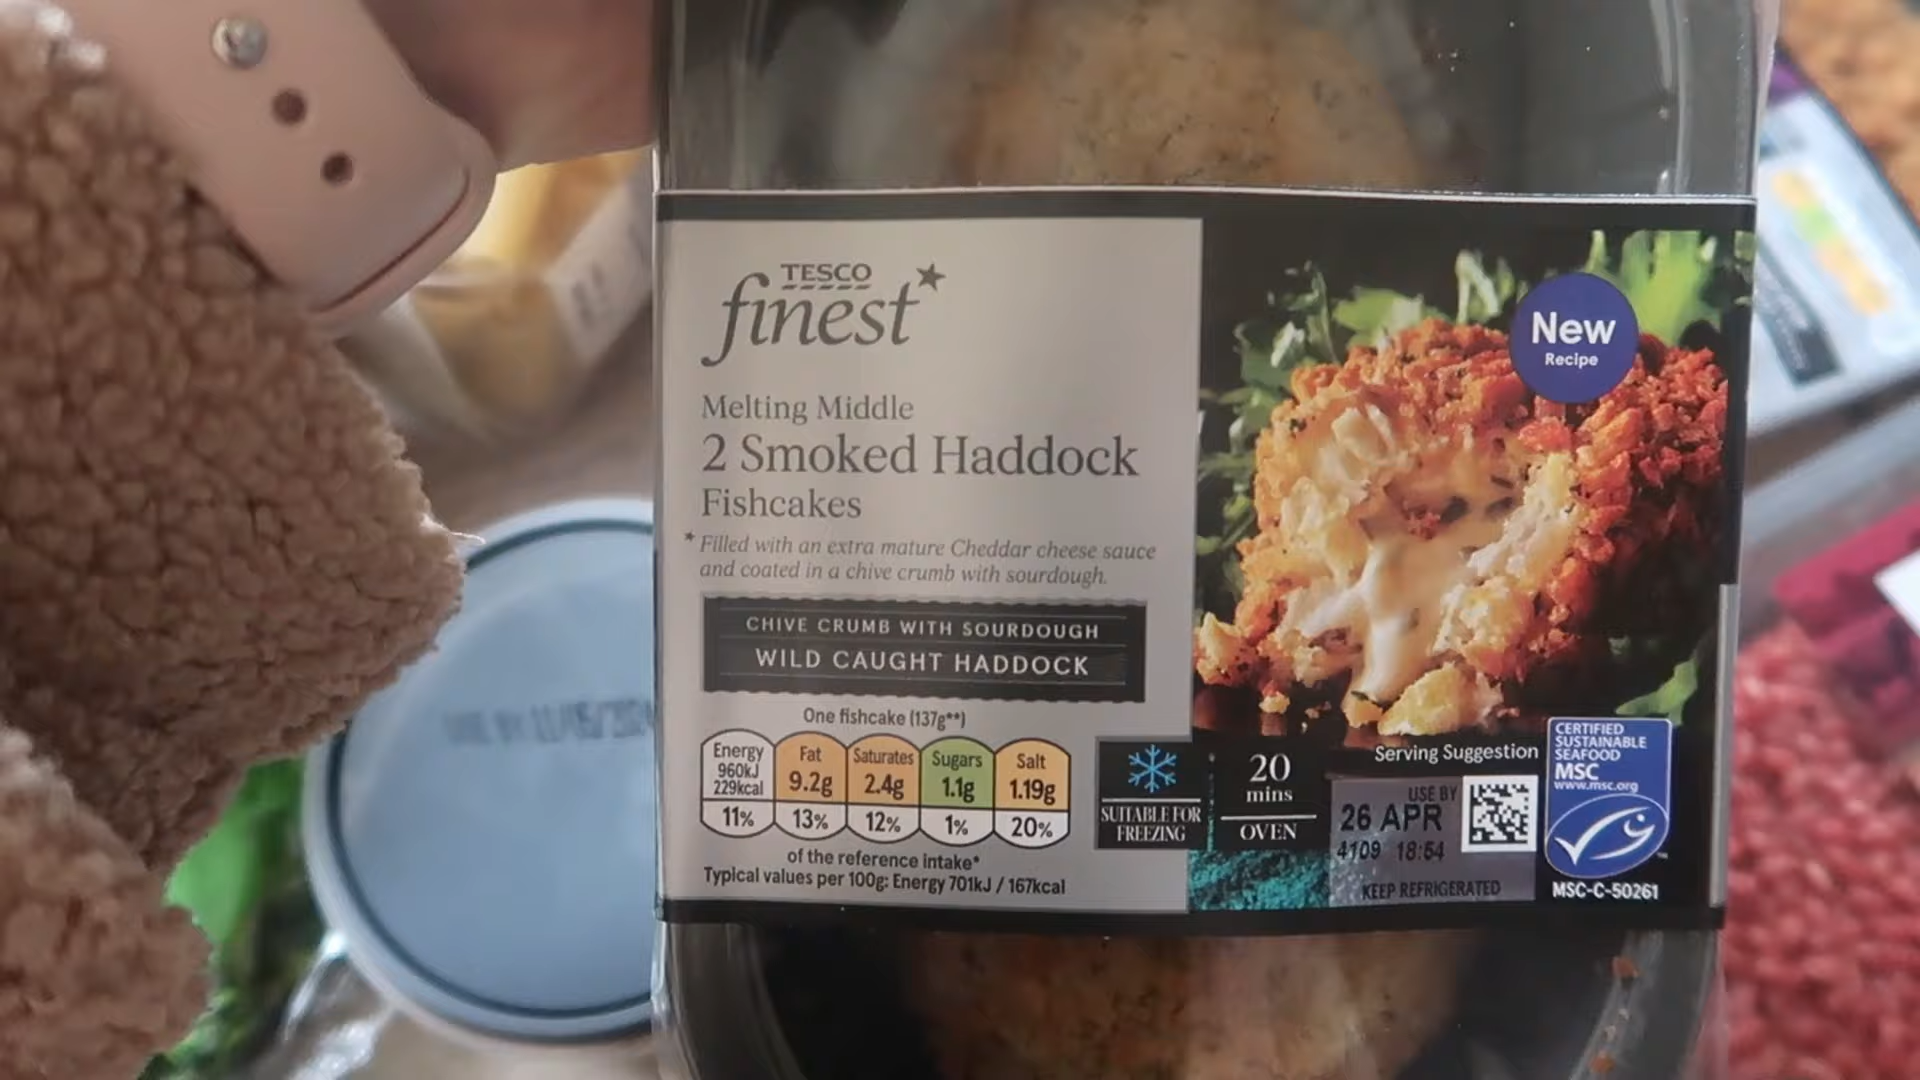 TESCO
finest*
Melting Middle
2 Smoked Haddock
Fishcakes
* Filled with an extra mature Cheddar cheese sauce
and coated in a chive crumb with sourdough.
CHIVE CRUMB WITH SOURDOUGH
WILD CAUGHT HADDOCK
One fishcake (137g**)
Energy 960kJ 229kcal 11%
Fat 9.2g 13%
Saturates 2.4g 12%
Sugars 1.1g 1%
Salt 1.19g 20%
of the reference intake*
Typical values per 100g: Energy 701kJ / 167kcal
SUITABLE FOR
FREEZING
20
mins
OVEN
New
Recipe
Serving Suggestion
USE BY
26 APR
4109 18:54
KEEP REFRIGERATED
CERTIFIED
SUSTAINABLE
SEAFOOD
MSC
www.msc.org
™
MSC-C-50261